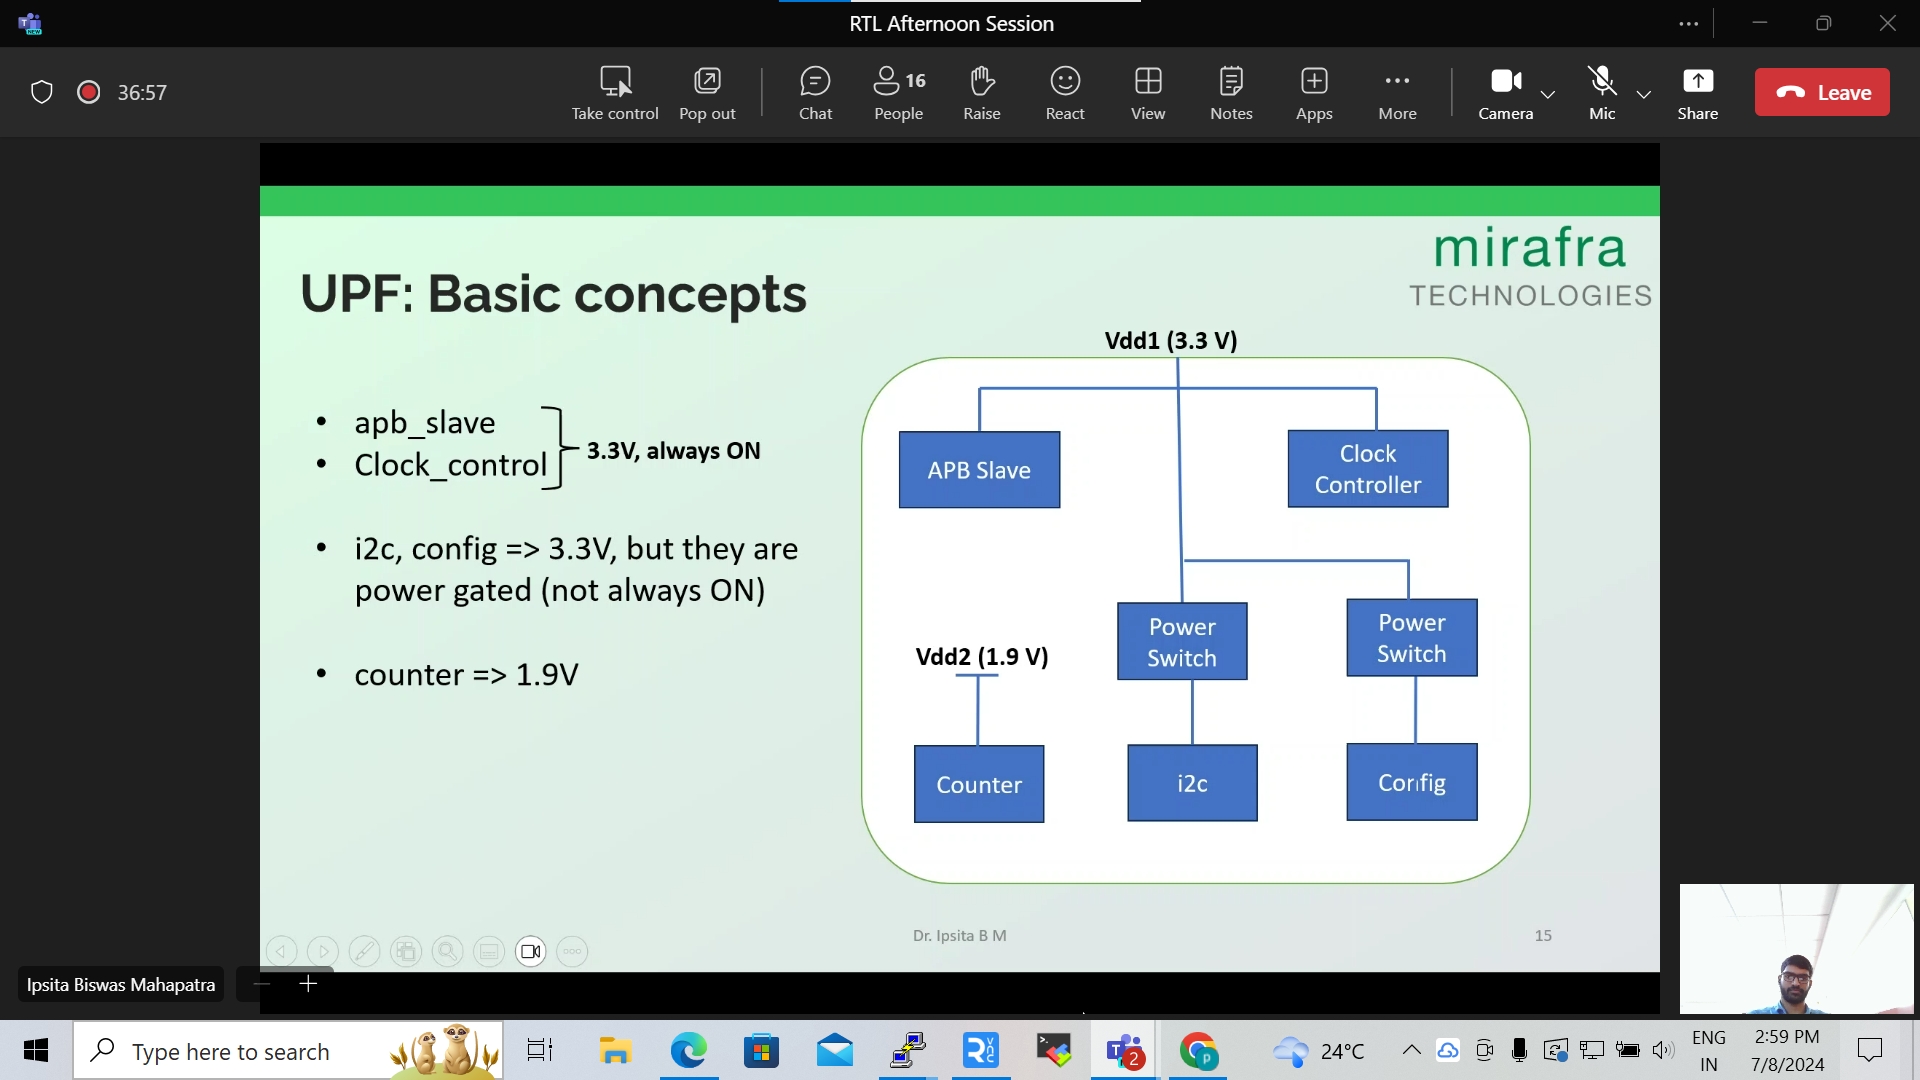 RTL Afternoon Session
36:57
Take control
Pop out
Chat
16
People
Raise
React
View
Notes
Apps
More
Camera
Mic
Share
Leave
mirafra
TECHNOLOGIES
UPF: Basic concepts
• apb_slave
• Clock_control
3.3V, always ON
• i2c, config => 3.3V, but they are
power gated (not always ON)
• counter => 1.9V
Vdd1 (3.3 V)
APB Slave
Clock
Controller
Power
Switch
Power
Switch
Vdd2 (1.9 V)
Counter
i2c
Config
Dr. Ipsita B M
15
Ipsita Biswas Mahapatra
Type here to search
2
24°C
ENG
IN
2:59 PM
7/8/2024